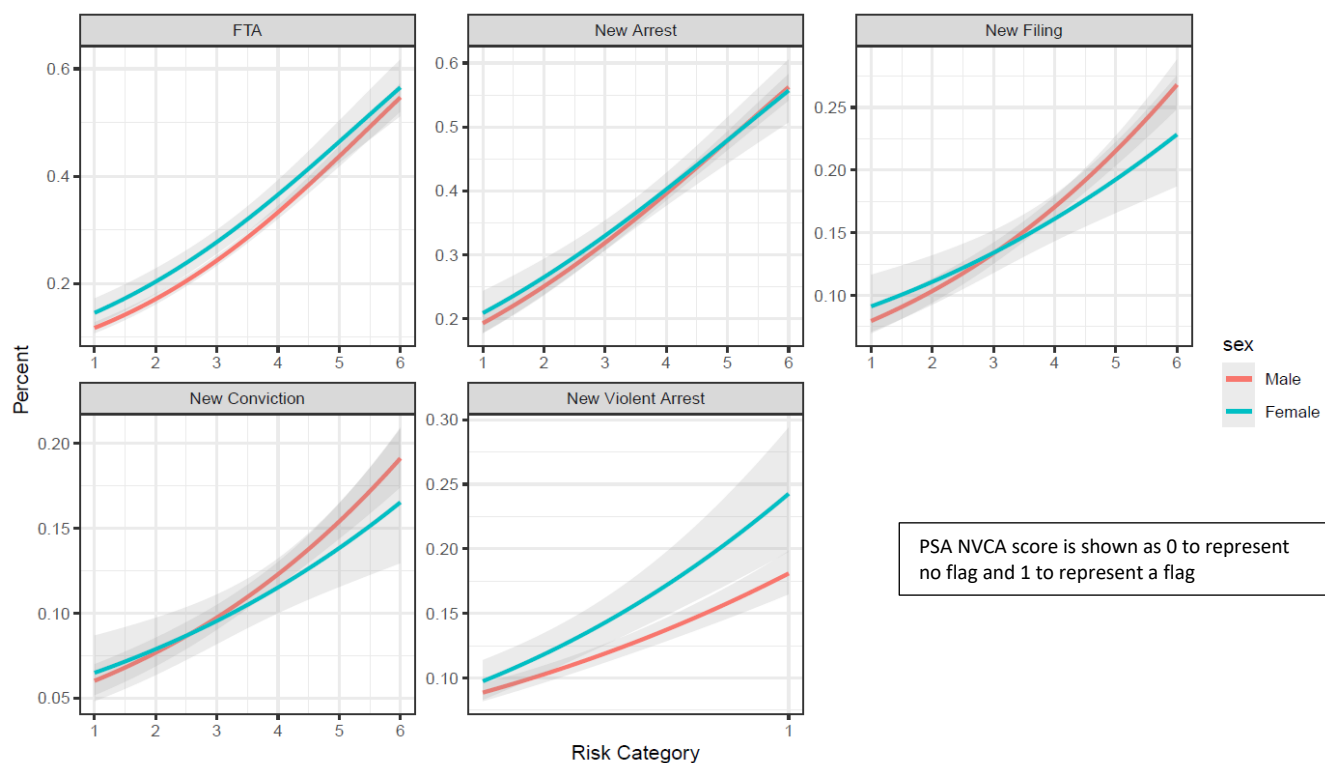 FTA
New Arrest
New Filing
0.6
0.4
0.2
1 2 3 4 5 6
0.6
0.5
0.4
0.3
0.2
1 2 3 4 5 6
0.25
0.20
0.15
0.10
1 2 3 4 5 6
Percent
sex
Male
Female
New Conviction
New Violent Arrest
0.20
0.15
0.10
0.05
1 2 3 4 5 6
0.30
0.25
0.20
0.15
0.10
1
PSA NVCA score is shown as 0 to represent
no flag and 1 to represent a flag
Risk Category